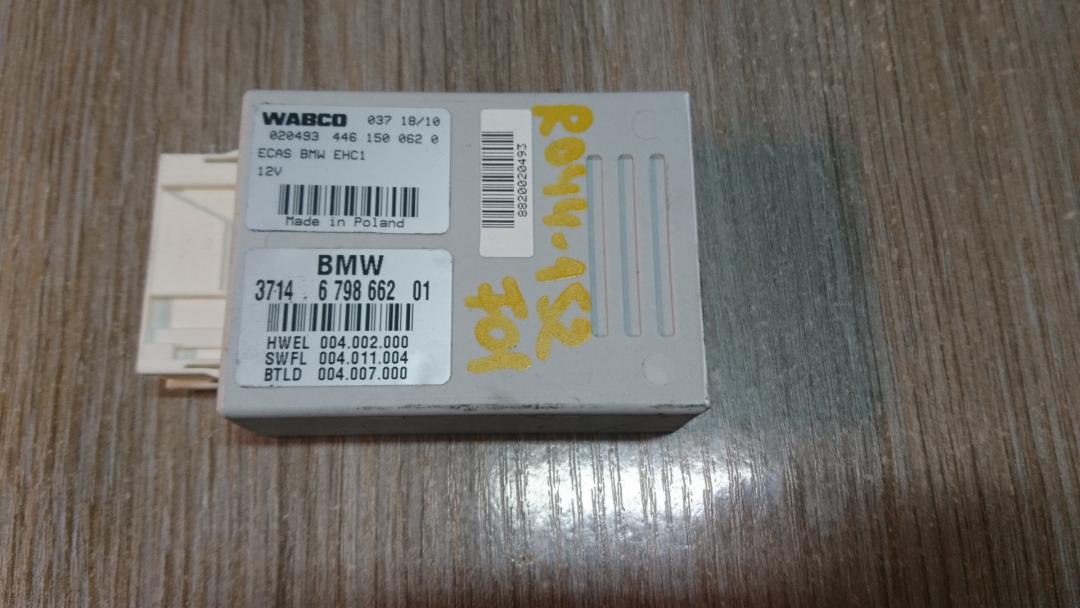 WABCO 037 18/10
020493 446 150 062 0
ECAS BMW EHC1
12V
Made in Poland
8820020493
BMW
3714 . 6 798 662 01
HWEL 004.002.000
SWFL 004.011.004
BTLD 004.007.000
R044-152
F01